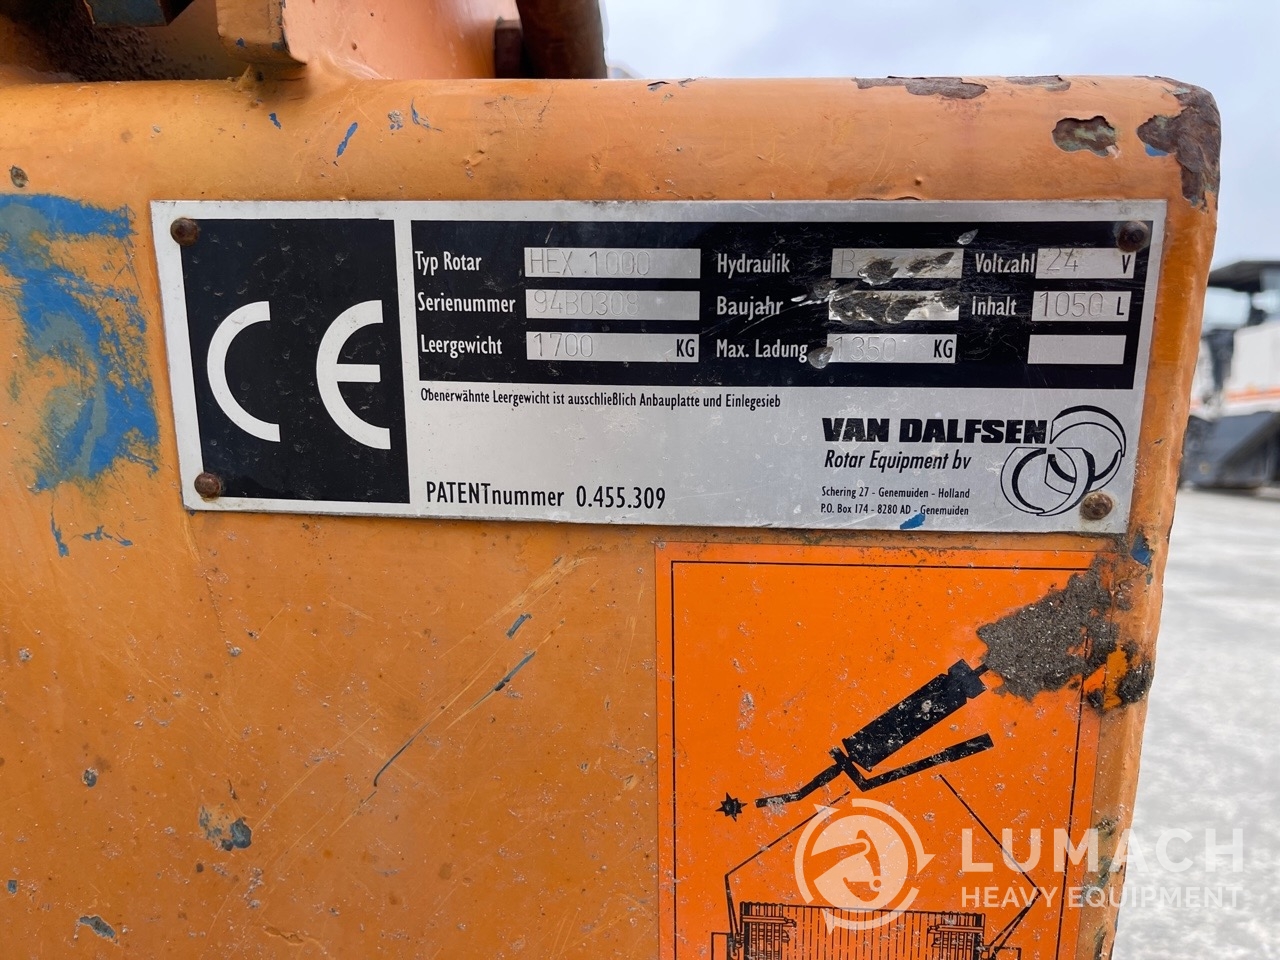 CE
Typ Rotar HEX 1000 Hydraulik B Voltzahl 24 V
Serienummer 94B0308 Baujahr Inhalt 1050 L
Leergewicht 1700 KG Max. Ladung 1350 KG
Obenerwähnte Leergewicht ist ausschließlich Anbauplatte und Einlegesieb
VAN DALFSEN
Rotar Equipment bv
PATENTnummer 0.455.309
Schering 27 - Genemuiden - Holland
P.O. Box 174 - 8280 AD - Genemuiden
LUMACH
HEAVY EQUIPMENT